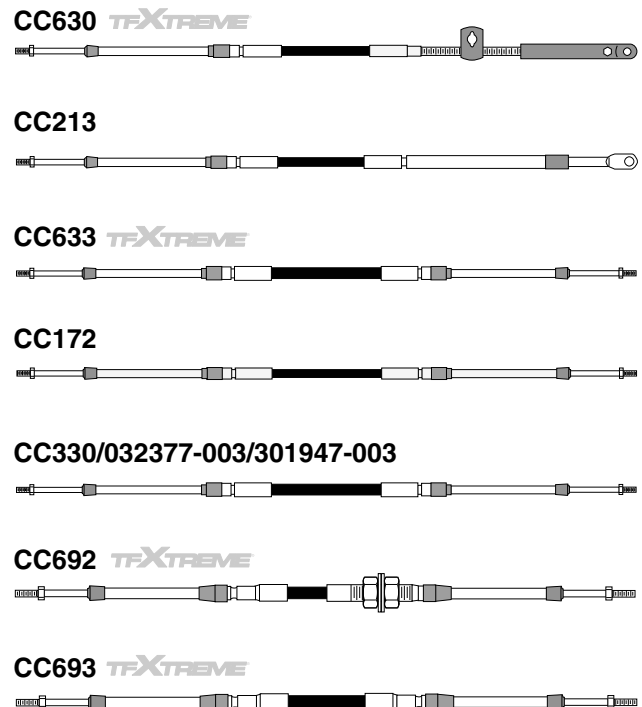 CC630 TFXTREME
CC213
CC633 TFXTREME
CC172
CC330/032377-003/301947-003
CC692 TFXTREME
CC693 TFXTREME